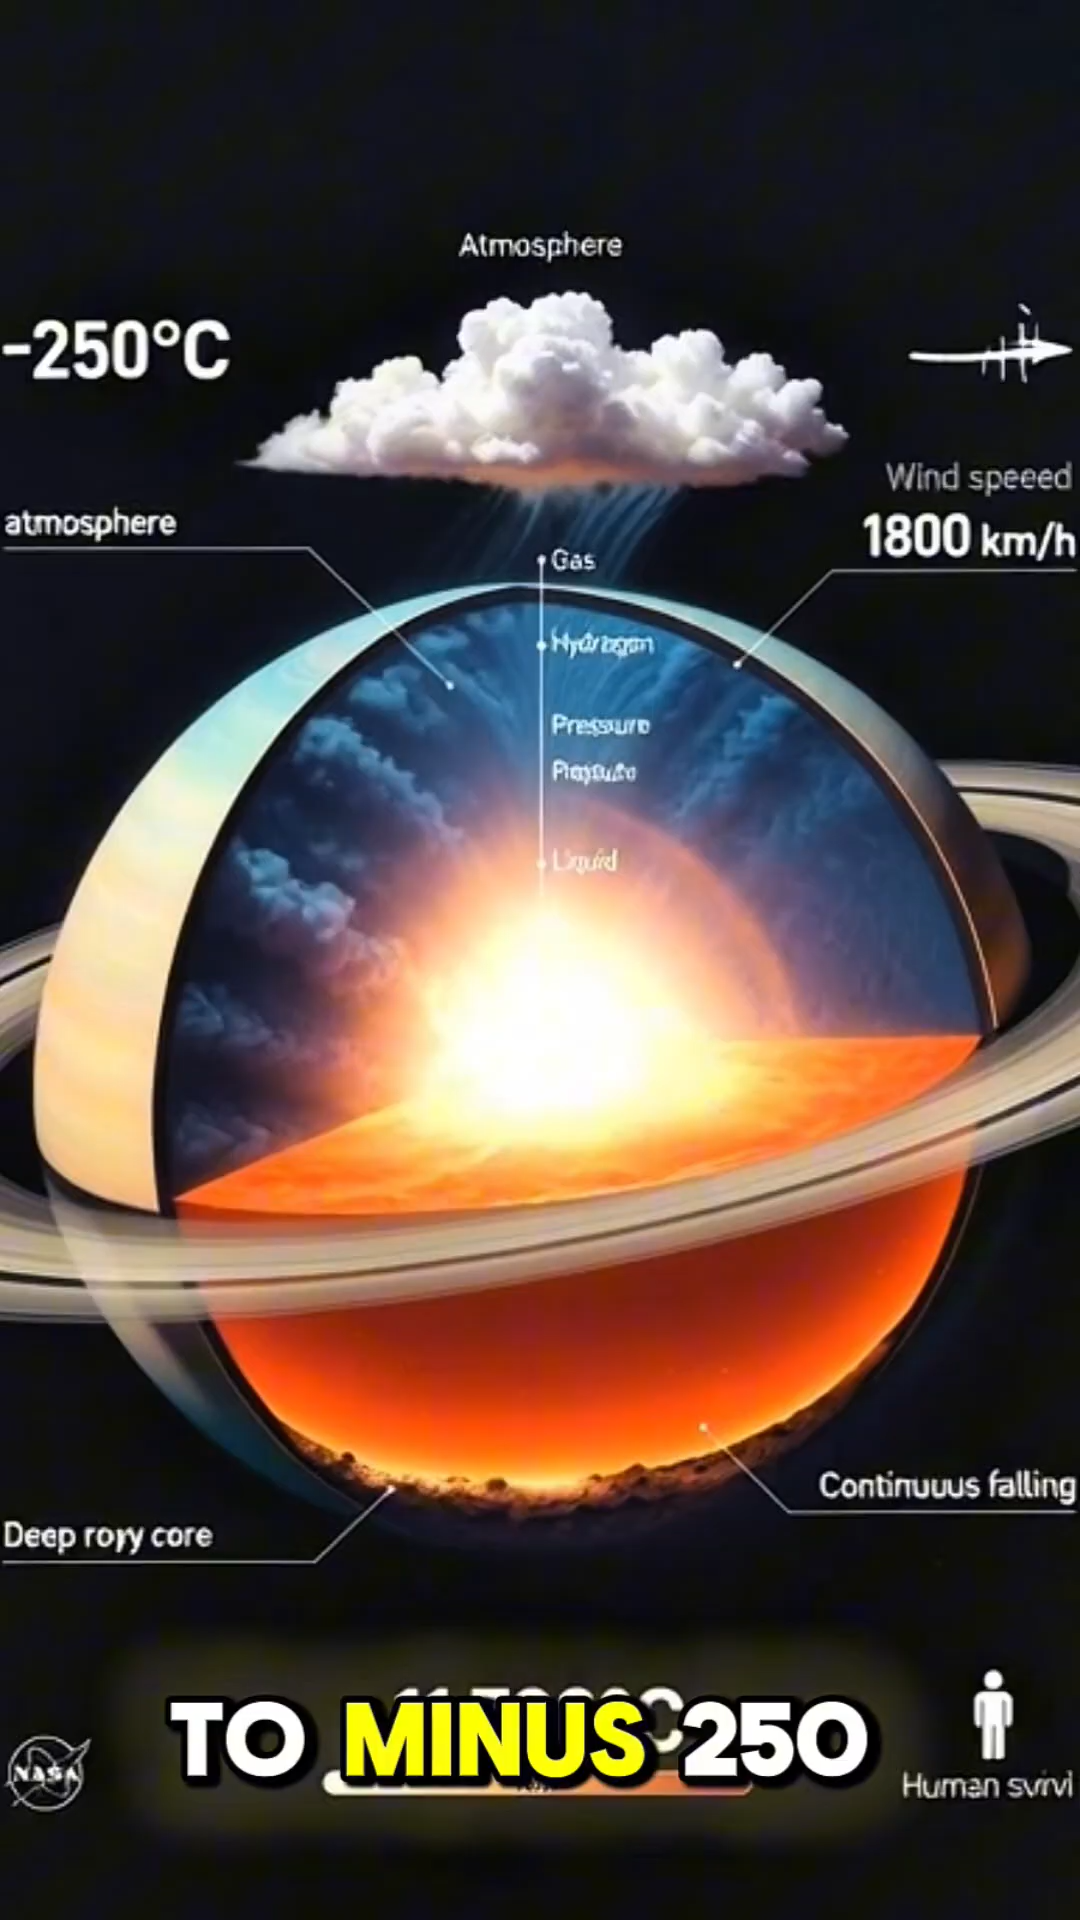 Atmosphere
-250°C
Wind speeed
1800 km/h
atmosphere
Gas
Pressure
Liquid
Continuuus falling
Deep royy core
TO MINUS 250
NASA
Human svivl